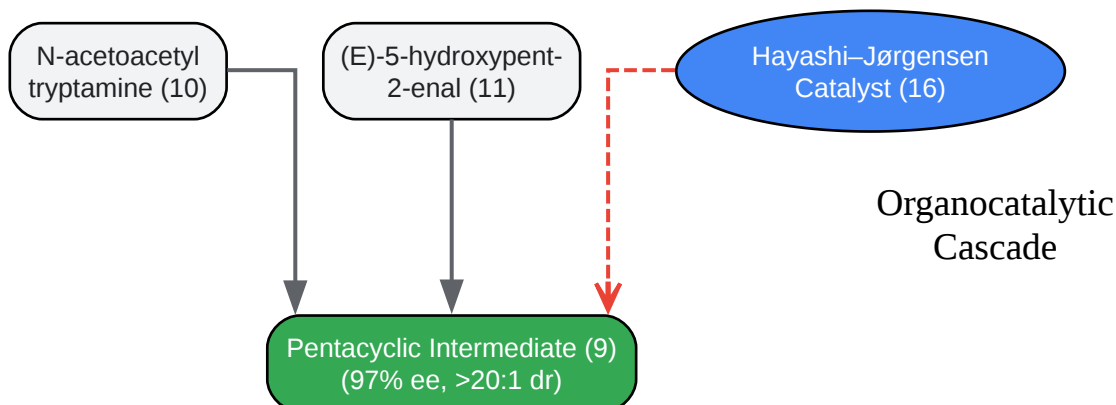 N-acetoacetyl
tryptamine (10)
(E)-5-hydroxypent-
2-enal (11)
Hayashi–Jørgensen
Catalyst (16)
Organocatalytic
Cascade
Pentacyclic Intermediate (9)
(97% ee, >20:1 dr)